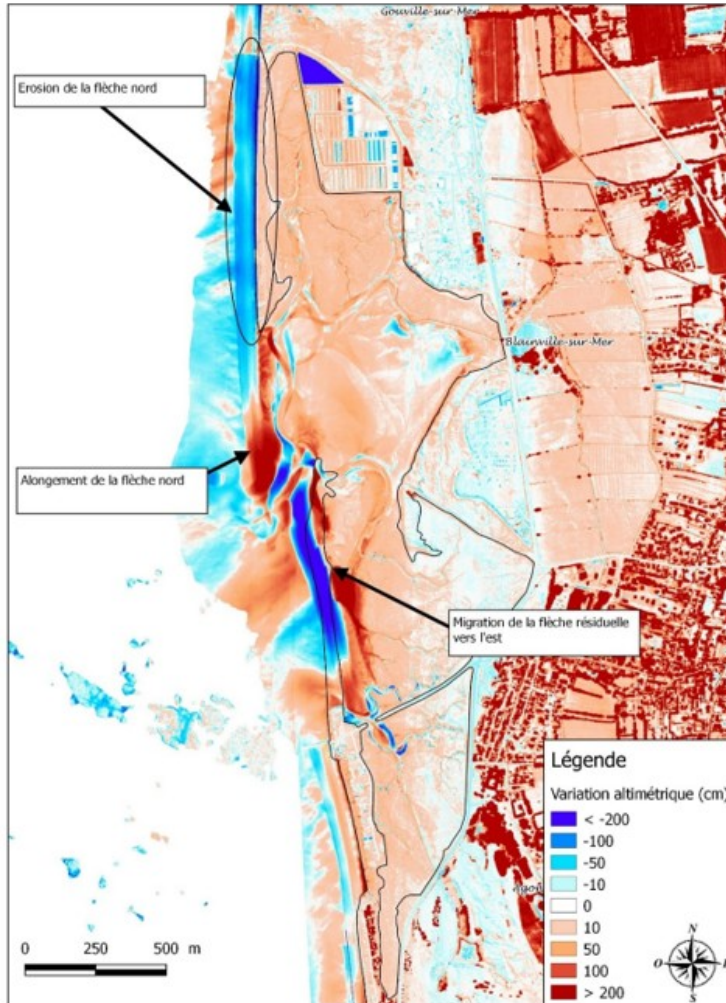 Gouville-sur-Mer
Erosion de la flèche nord
Blainville-sur-Mer
Alongement de la flèche nord
Migration de la flèche résiduelle
vers l'est
Légende
Variation altimétrique (cm)
< -200
-100
-50
-10
0
10
50
100
> 200
0 250 500 m
N
O
S